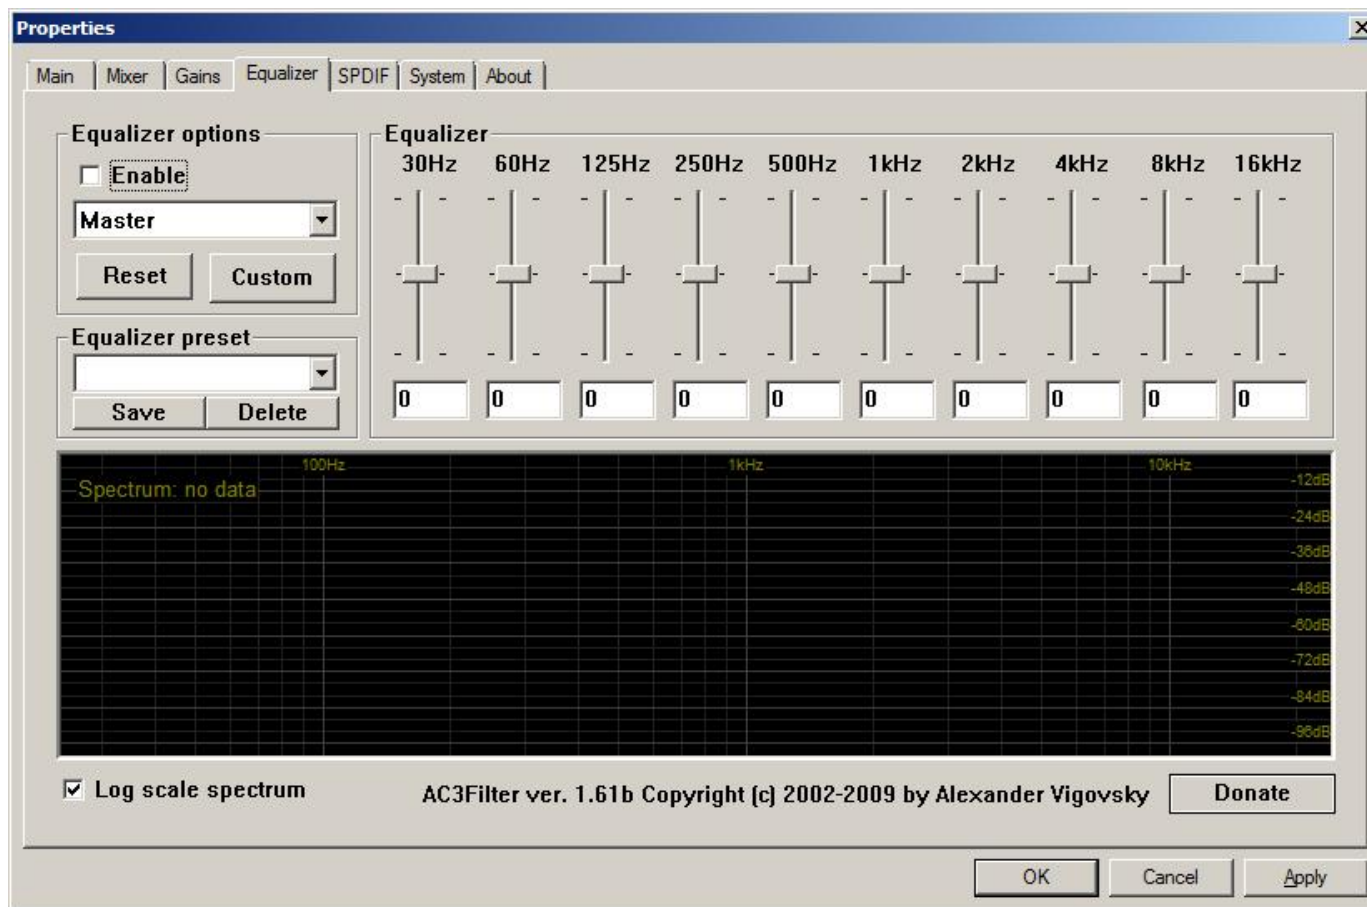 Properties
Main Mixer Gains Equalizer SPDIF System About
Equalizer options
Enable
Master
Reset Custom
Equalizer preset
Save Delete
Equalizer
30Hz 60Hz 125Hz 250Hz 500Hz 1kHz 2kHz 4kHz 8kHz 16kHz
0 0 0 0 0 0 0 0 0 0
100Hz 1kHz 10kHz
Spectrum: no data
-12dB
-24dB
-36dB
-48dB
-60dB
-72dB
-84dB
-96dB
Log scale spectrum
AC3Filter ver. 1.61b Copyright (c) 2002-2009 by Alexander Vigovsky
Donate
OK Cancel Apply